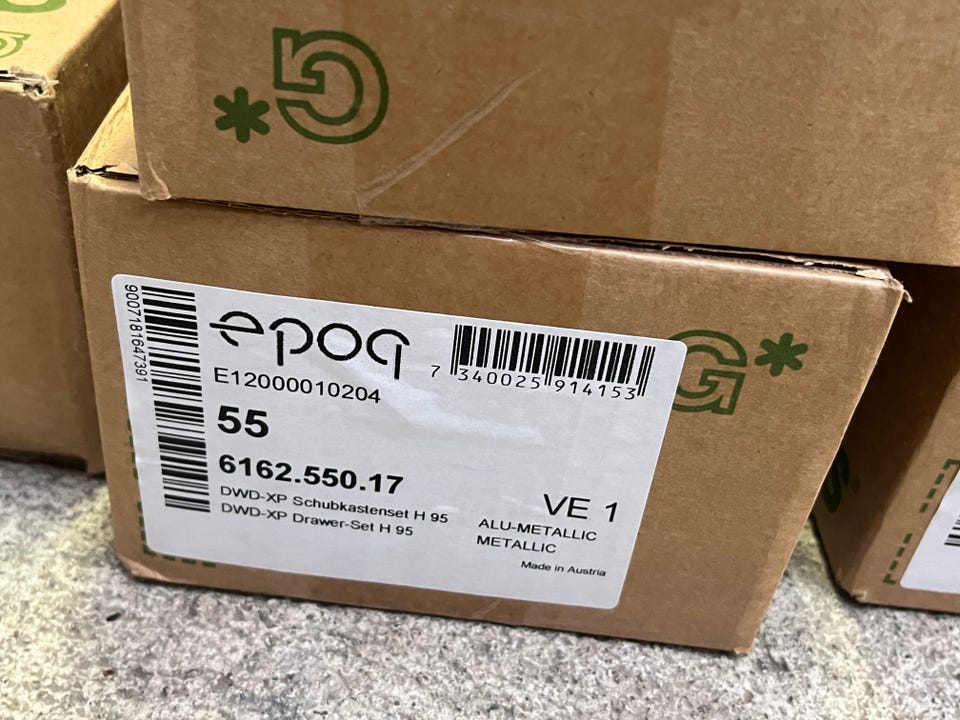 G*
9007181647391
epoq
7 340025 914153
E12000010204
55
6162.550.17
DWD-XP Schubkastenset H 95
DWD-XP Drawer-Set H 95
VE 1
ALU-METALLIC
METALLIC
Made in Austria
G*